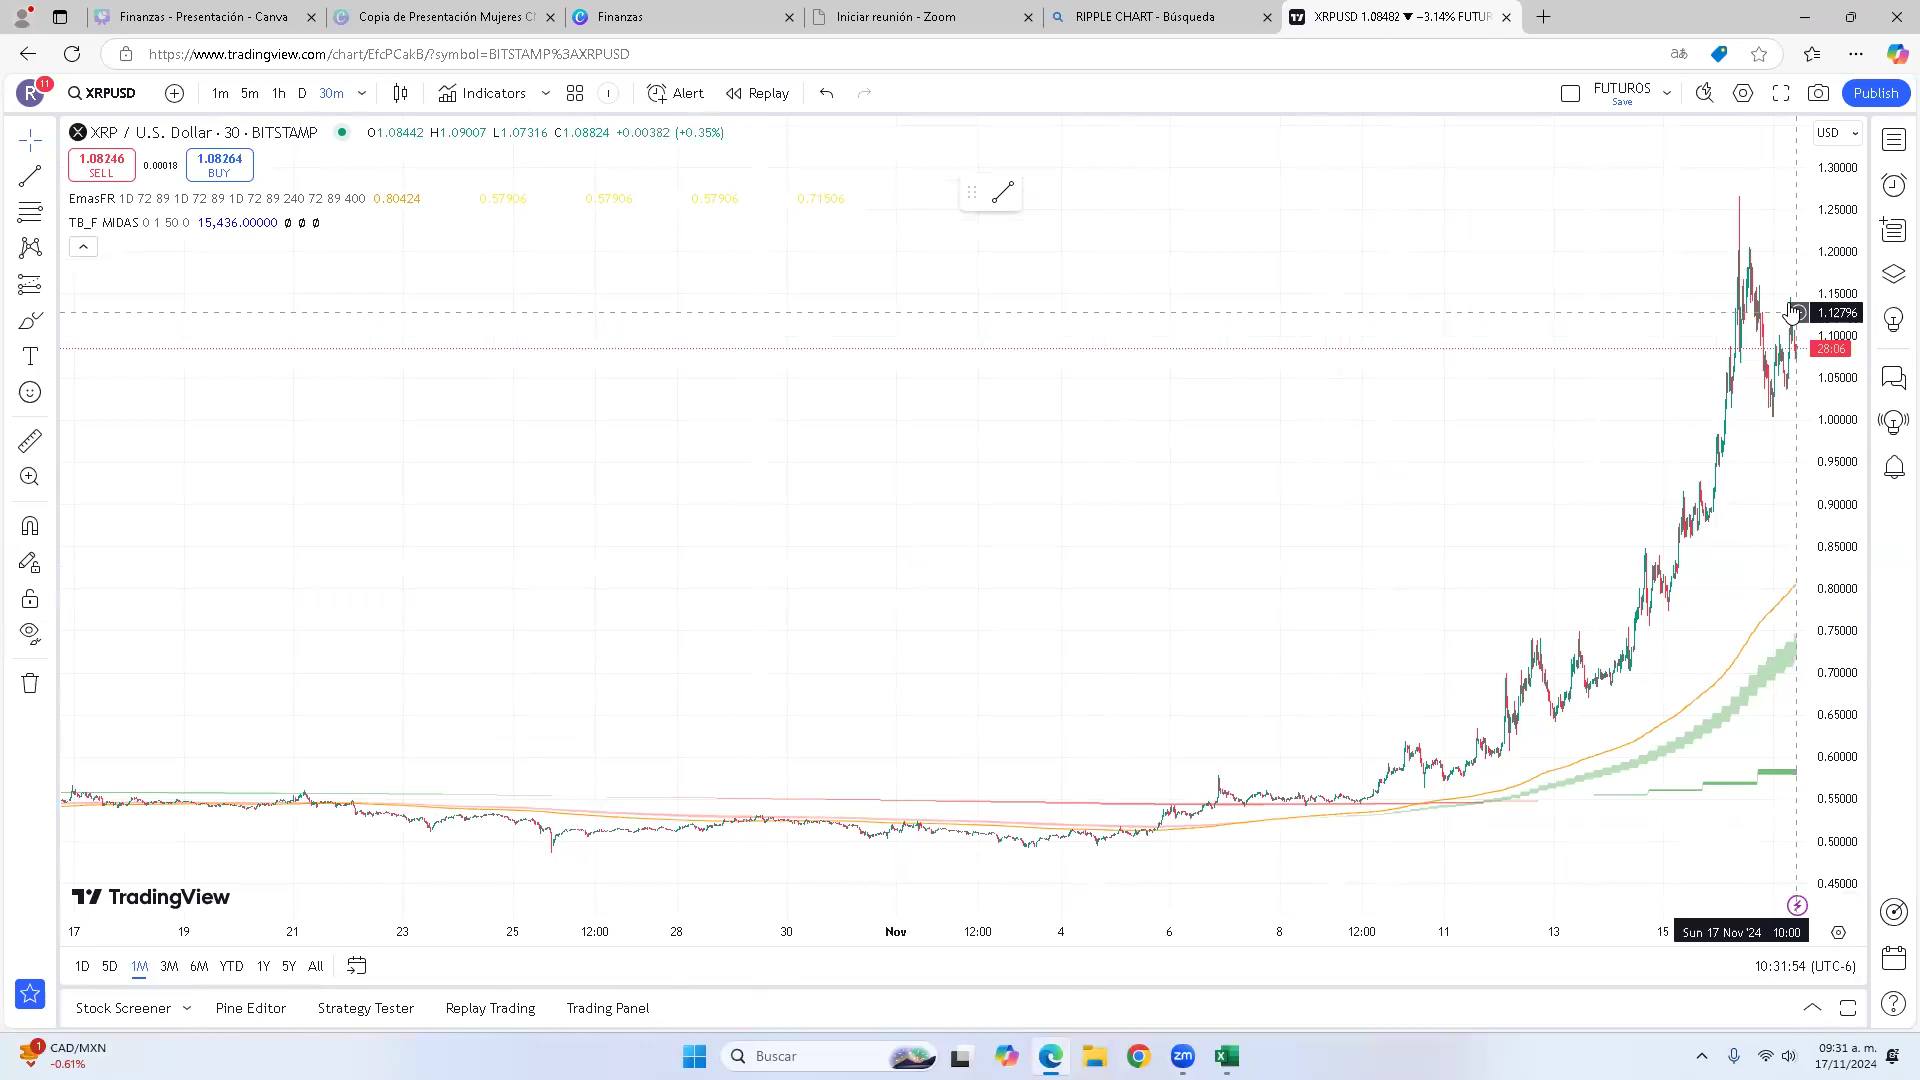 Finanzas - Presentación - Canva
Copia de Presentación Mujeres CN
Finanzas
Iniciar reunión - Zoom
RIPPLE CHART - Búsqueda
XRPUSD 1.08482 ▼ −3.14% FUTUR
https://www.tradingview.com/chart/EfcPCakB/?symbol=BITSTAMP%3AXRPUSD
R 11
XRPUSD
1m 5m 1h D 30m
Indicators
Alert
Replay
FUTUROS
Save
Publish
XRP / U.S. Dollar · 30 · BITSTAMP
O1.08442 H1.09007 L1.07316 C1.08824 +0.00382 (+0.35%)
USD
1.08246
SELL
0.00018
1.08264
BUY
EmasFR 1D 72 89 1D 72 89 1D 72 89 240 72 89 400 0.80424 0.57906 0.57906 0.57906 0.71506
TB_F MIDAS 0 1 50 0 15,436.00000 Ø Ø Ø
1.30000
1.25000
1.20000
1.15000
1.12796
1.10000
28:06
1.05000
1.00000
0.95000
0.90000
0.85000
0.80000
0.75000
0.70000
0.65000
0.60000
0.55000
0.50000
0.45000
TradingView
17 19 21 23 25 12:00 28 30 Nov 12:00 4 6 8 12:00 11 13 15 Sun 17 Nov '24 10:00
1D 5D 1M 3M 6M YTD 1Y 5Y All
10:31:54 (UTC-6)
Stock Screener
Pine Editor
Strategy Tester
Replay Trading
Trading Panel
1
CAD/MXN
-0.61%
Buscar
zm
09:31 a. m.
17/11/2024